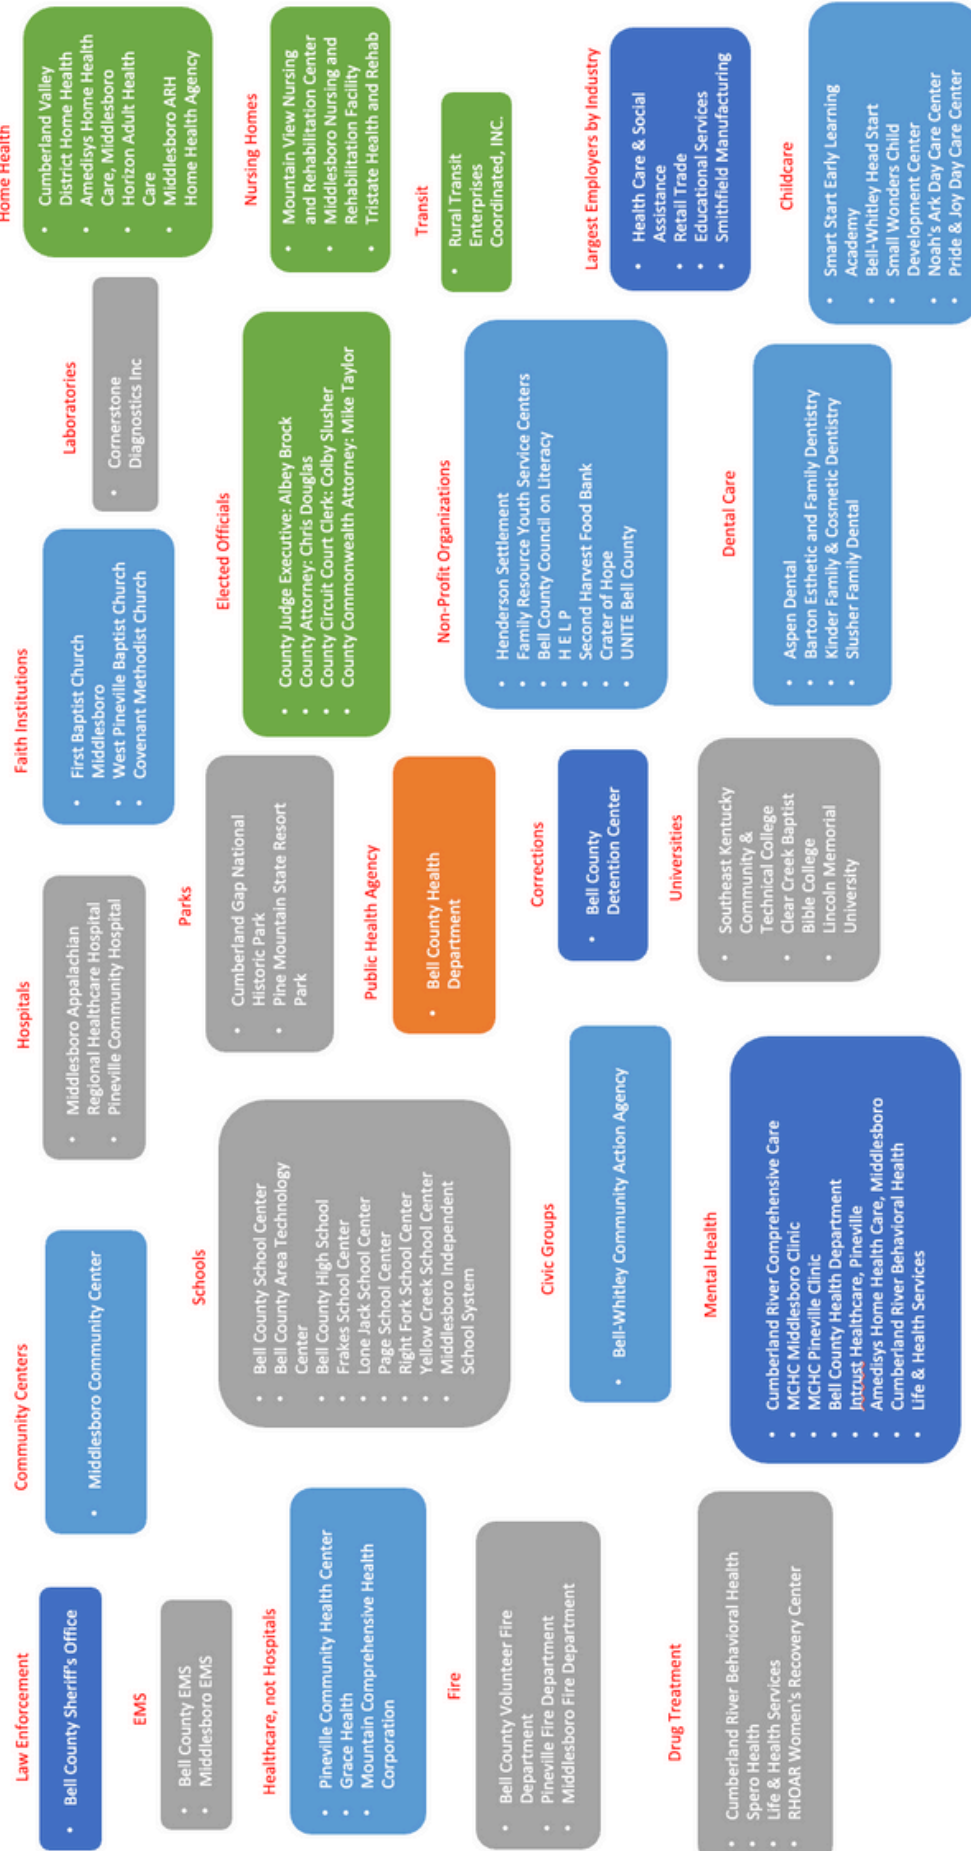 Law Enforcement
• Bell County Sheriff's Office
Community Centers
• Middlesboro Community Center
Hospitals
• Middlesboro Appalachian
Regional Healthcare Hospital
• Pineville Community Hospital
Faith Institutions
• First Baptist Church
Middlesboro
• West Pineville Baptist Church
• Covenant Methodist Church
Laboratories
• Cornerstone
Diagnostics Inc
Home Health
• Cumberland Valley
District Home Health
• Amedisys Home Health
Care, Middlesboro
• Horizon Adult Health
Care
• Middlesboro ARH
Home Health Agency
EMS
• Bell County EMS
• Middlesboro EMS
Schools
• Bell County School Center
• Bell County Area Technology
Center
• Bell County High School
• Frakes School Center
• Lone Jack School Center
• Page School Center
• Right Fork School Center
• Yellow Creek School Center
• Middlesboro Independent
School System
Parks
• Cumberland Gap National
Historic Park
• Pine Mountain State Resort
Park
Elected Officials
• County Judge Executive: Albey Brock
• County Attorney: Chris Douglas
• County Circuit Court Clerk: Colby Slusher
• County Commonwealth Attorney: Mike Taylor
Nursing Homes
• Mountain View Nursing
and Rehabilitation Center
• Middlesboro Nursing and
Rehabilitation Facility
• Tristate Health and Rehab
Healthcare, not Hospitals
• Pineville Community Health Center
• Grace Health
• Mountain Comprehensive Health
Corporation
Public Health Agency
• Bell County Health
Department
Transit
• Rural Transit
Enterprises
Coordinated, INC.
Fire
• Bell County Volunteer Fire
Department
• Pineville Fire Department
• Middlesboro Fire Department
Civic Groups
• Bell-Whitley Community Action Agency
Corrections
• Bell County
Detention Center
Non-Profit Organizations
• Henderson Settlement
• Family Resource Youth Service Centers
• Bell County Council on Literacy
• H E L P
• Second Harvest Food Bank
• Crater of Hope
• UNITE Bell County
Largest Employers by Industry
• Health Care & Social
Assistance
• Retail Trade
• Educational Services
• Smithfield Manufacturing
Drug Treatment
• Cumberland River Behavioral Health
• Spero Health
• Life & Health Services
• RHOAR Women's Recovery Center
Mental Health
• Cumberland River Comprehensive Care
• MCHC Middlesboro Clinic
• MCHC Pineville Clinic
• Bell County Health Department
• Intrust Healthcare, Pineville
• Amedisys Home Health Care, Middlesboro
• Cumberland River Behavioral Health
• Life & Health Services
Universities
• Southeast Kentucky
Community &
Technical College
• Clear Creek Baptist
Bible College
• Lincoln Memorial
University
Dental Care
• Aspen Dental
• Barton Esthetic and Family Dentistry
• Kinder Family & Cosmetic Dentistry
• Slusher Family Dental
Childcare
• Smart Start Early Learning
Academy
• Bell-Whitley Head Start
• Small Wonders Child
Development Center
• Noah's Ark Day Care Center
• Pride & Joy Day Care Center